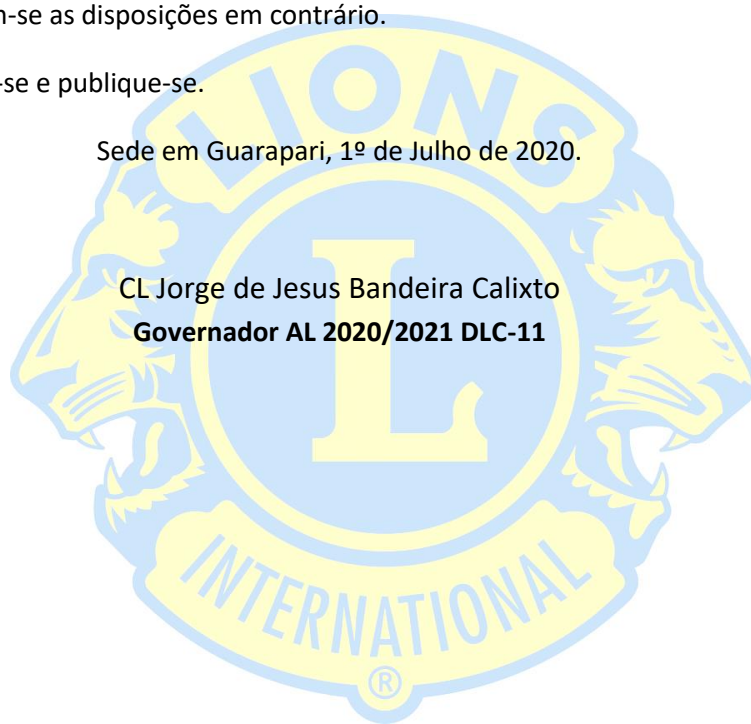 m-se as disposições em contrário.
-se e publique-se.
LIONS
Sede em Guarapari, 1º de Julho de 2020.
L
CL Jorge de Jesus Bandeira Calixto
Governador AL 2020/2021 DLC-11
INTERNATIONAL
®